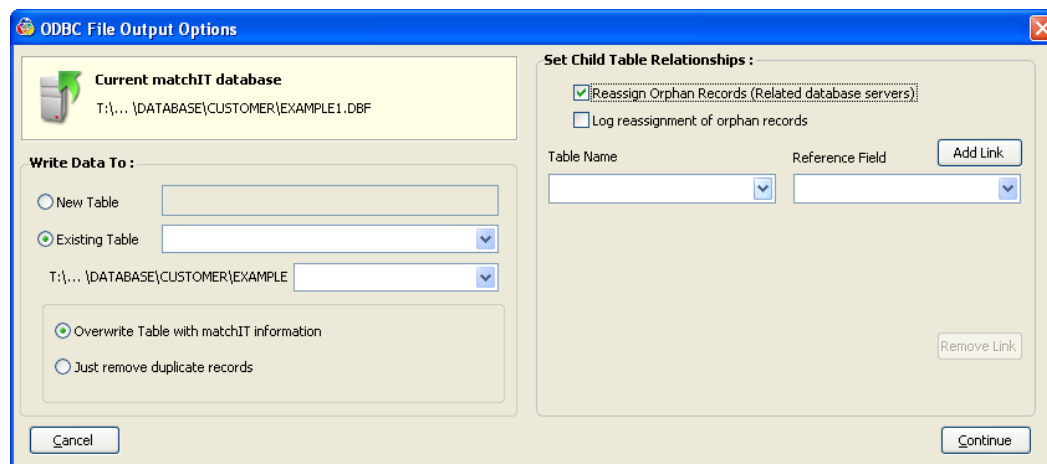 ODBC File Output Options
Current matchIT database
T:\... \DATABASE\CUSTOMER\EXAMPLE1.DBF
Write Data To :
New Table
Existing Table
T:\... \DATABASE\CUSTOMER\EXAMPLE
Overwrite Table with matchIT information
Just remove duplicate records
Cancel
Set Child Table Relationships :
Reassign Orphan Records (Related database servers)
Log reassignment of orphan records
Table Name
Reference Field
Add Link
Remove Link
Continue